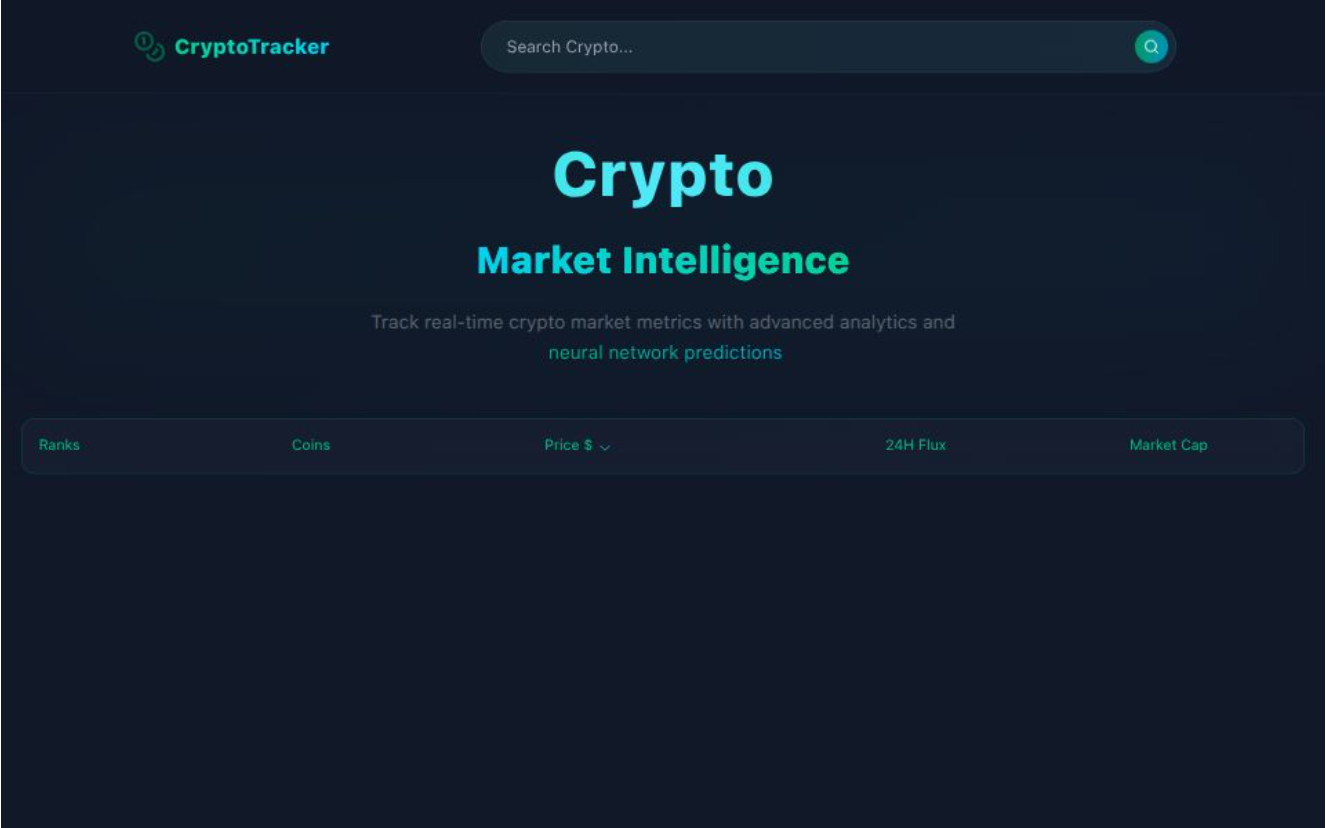 CryptoTracker
Search Crypto...
Crypto
Market Intelligence
Track real-time crypto market metrics with advanced analytics and
neural network predictions
Ranks Coins Price $ 24H Flux Market Cap